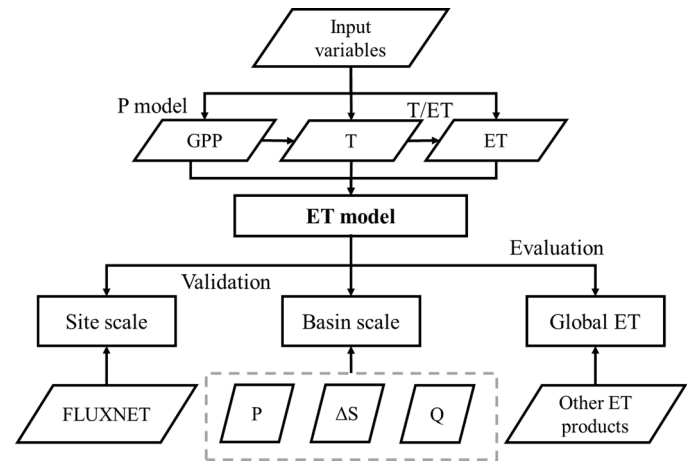 Input
variables
P model
T/ET
GPP
T
ET
ET model
Evaluation
Validation
Site scale
Basin scale
Global ET
FLUXNET
P
ΔS
Q
Other ET
products